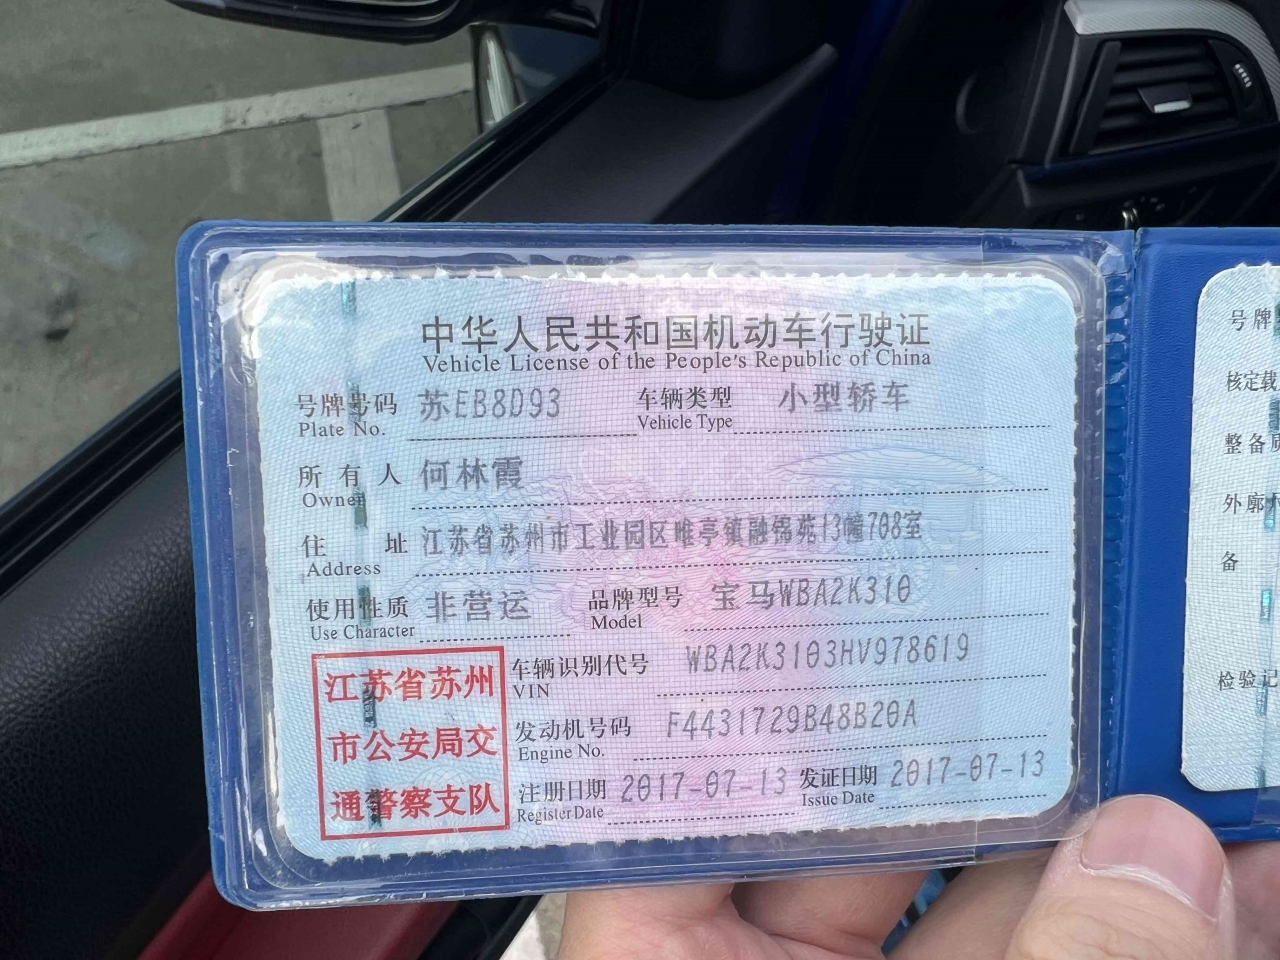 中华人民共和国机动车行驶证
Vehicle License of the People's Republic of China
号牌号码 苏EB8D93 车辆类型 小型轿车
Plate No. Vehicle Type
所有人 何林霞
Owner
住址 江苏省苏州市工业园区唯亭镇融锦苑13幢708室
Address
使用性质 非营运 品牌型号 宝马WBA2K310
Use Character Model
车辆识别代号 WBA2K3103HV978619
VIN
发动机号码 F4431729B48B20A
Engine No.
注册日期 2017-07-13 发证日期 2017-07-13
Register Date Issue Date
江苏省苏州
市公安局交
通警察支队
号牌
核定载
整备质
外廓
备
检验记